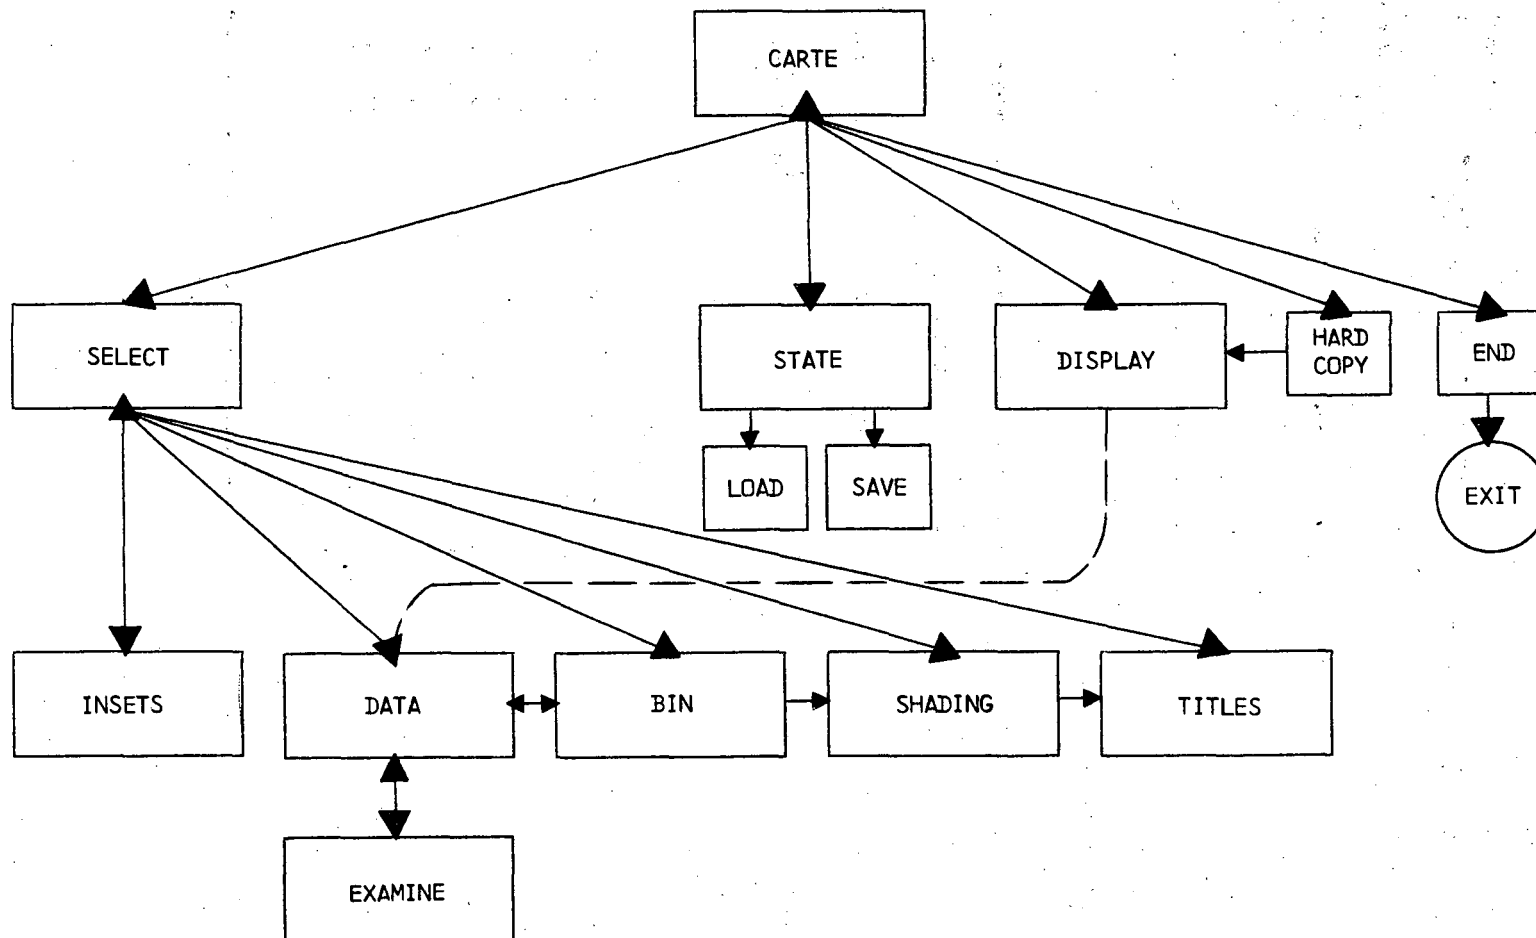 CARTE
SELECT
STATE
DISPLAY
HARD
COPY
END
LOAD
SAVE
EXIT
INSETS
DATA
BIN
SHADING
TITLES
EXAMINE